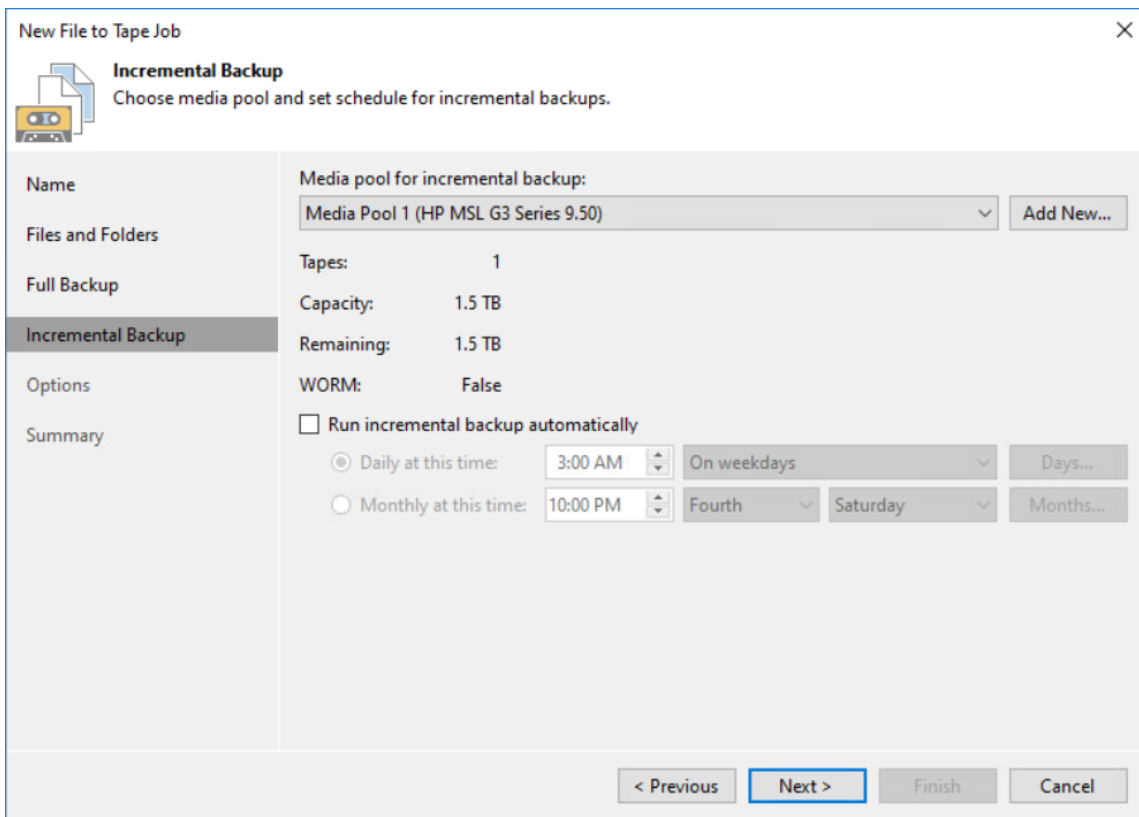 New File to Tape Job
Incremental Backup
Choose media pool and set schedule for incremental backups.
Name
Files and Folders
Full Backup
Incremental Backup
Options
Summary
Media pool for incremental backup:
Media Pool 1 (HP MSL G3 Series 9.50) Add New...
Tapes: 1
Capacity: 1.5 TB
Remaining: 1.5 TB
WORM: False
Run incremental backup automatically
Daily at this time: 3:00 AM On weekdays Days...
Monthly at this time: 10:00 PM Fourth Saturday Months...
< Previous Next > Finish Cancel